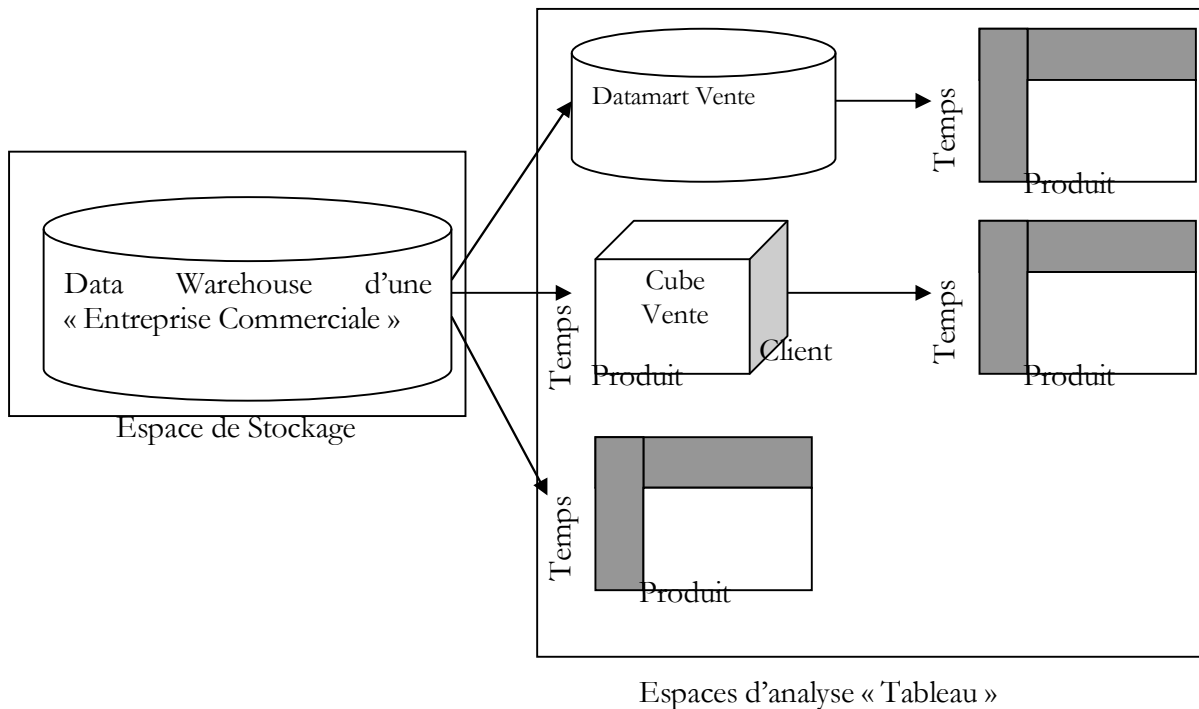 Datamart Vente
Temps
Produit
Data Warehouse d'une
« Entreprise Commerciale »
Espace de Stockage
Cube
Vente
Temps
Produit
Client
Temps
Produit
Temps
Produit
Espaces d'analyse « Tableau »